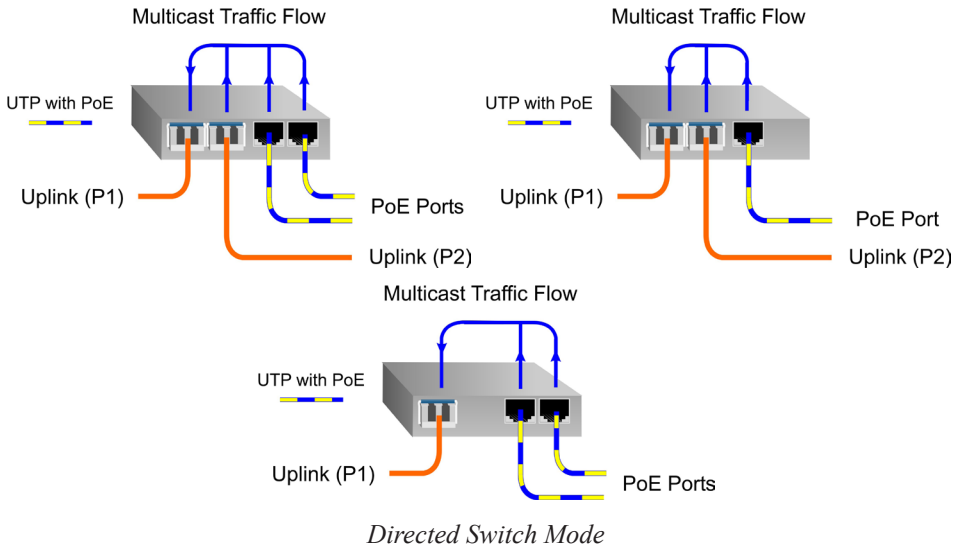 Multicast Traffic Flow
UTP with PoE
Uplink (P1)
PoE Ports
Uplink (P2)
Multicast Traffic Flow
UTP with PoE
Uplink (P1)
PoE Port
Uplink (P2)
Multicast Traffic Flow
UTP with PoE
Uplink (P1)
PoE Ports
Directed Switch Mode